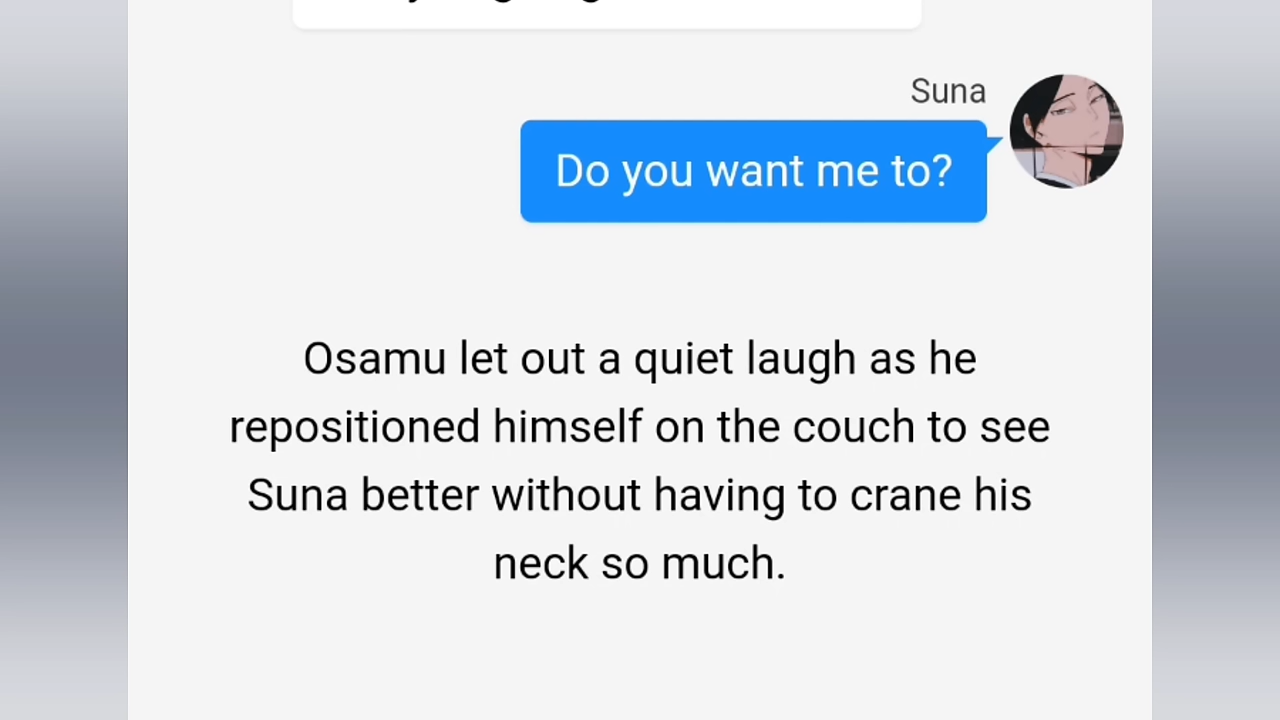 Suna
Do you want me to?
Osamu let out a quiet laugh as he
repositioned himself on the couch to see
Suna better without having to crane his
neck so much.